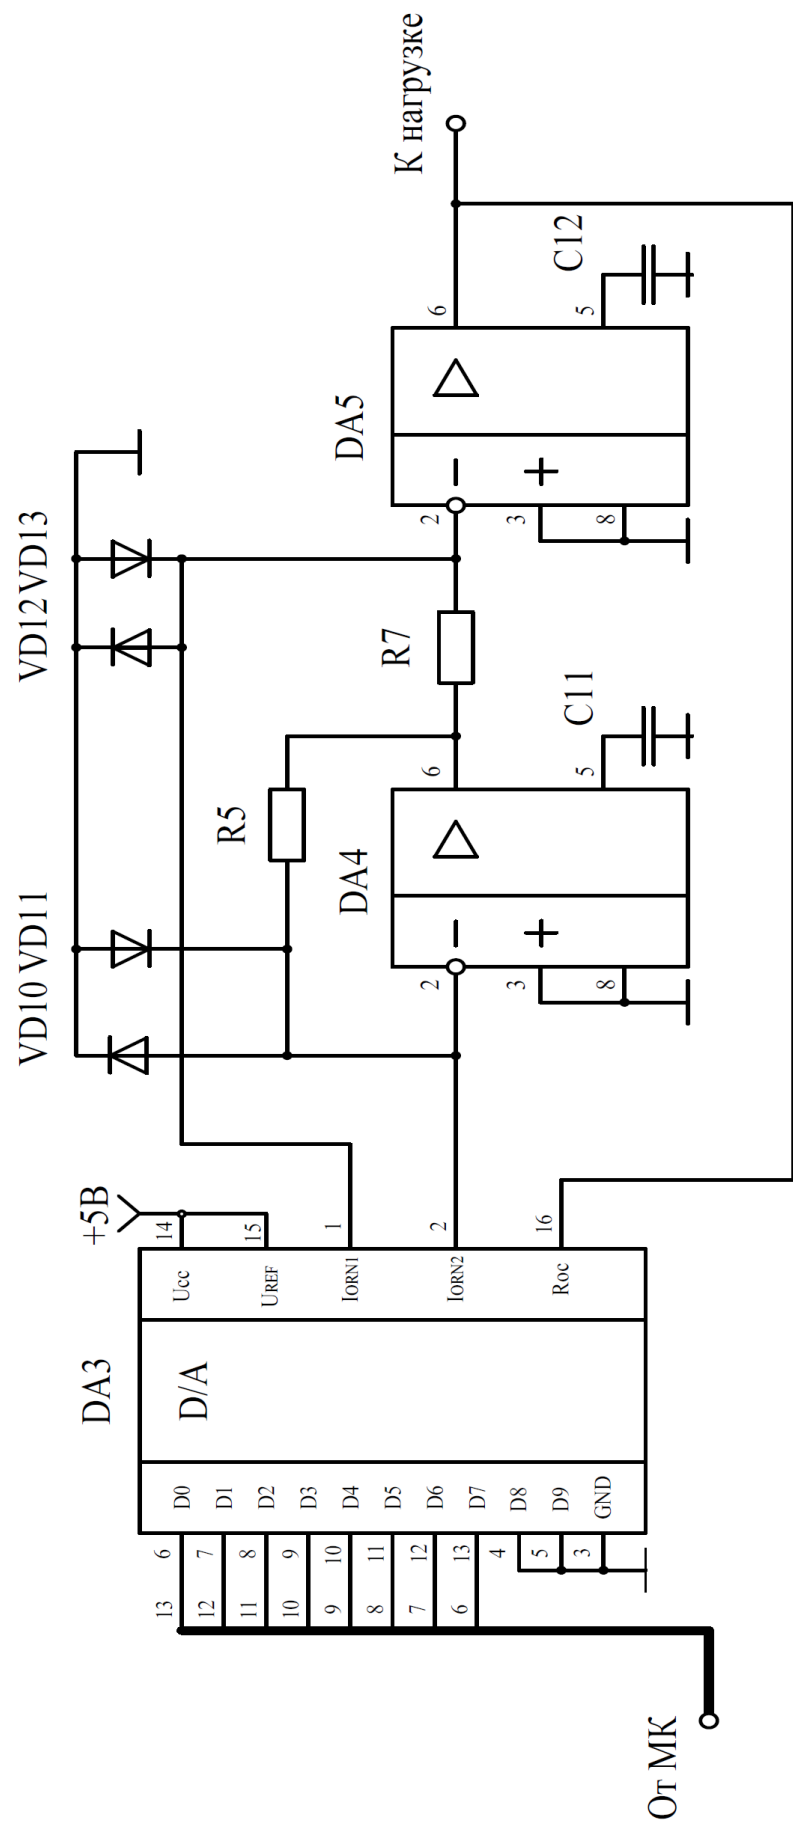 От МК
13 6 D0
12 7 D1
11 8 D2
10 9 D3
9 10 D4
8 11 D5
7 12 D6
6 13 D7
4 D8
5 D9
3 GND
DA3
D/A
Ucc 14
UREF 15
IORN1 1
IORN2 2
Rос 16
+5В
VD10 VD11
VD12 VD13
R5
DA4
2
−
3
+
8
6
5
C11
R7
DA5
2
−
3
+
8
6
5
C12
К нагрузке